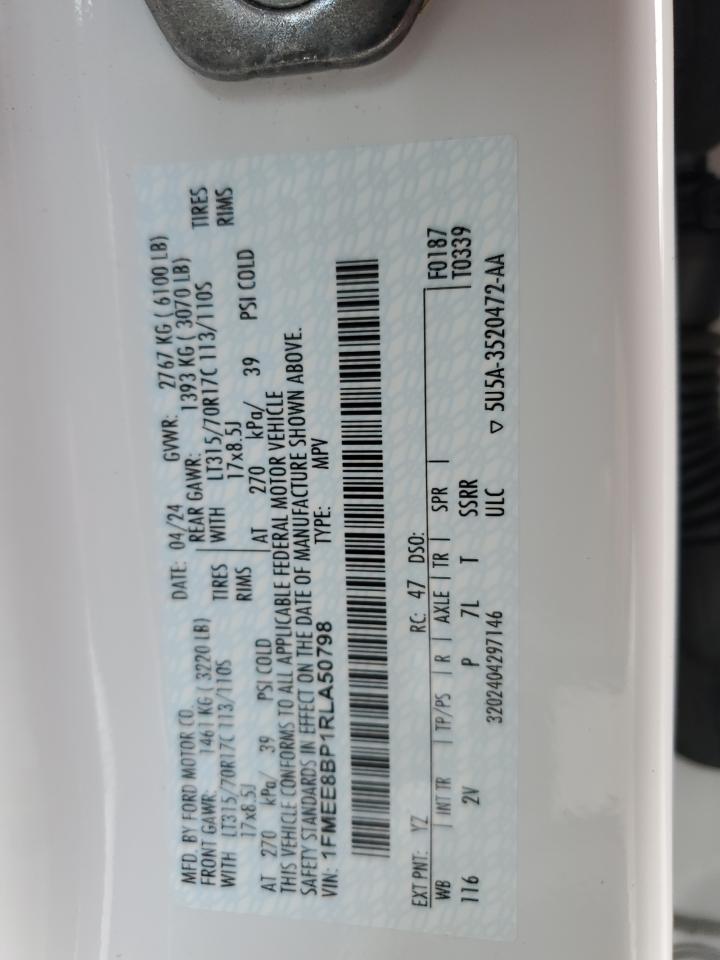 MFD. BY FORD MOTOR CO. DATE: 04/24 GVWR: 2767 KG ( 6100 LB)
FRONT GAWR: 1461 KG ( 3220 LB) REAR GAWR: 1393 KG ( 3070 LB)
WITH LT315/70R17C 113/110S TIRES WITH LT315/70R17C 113/110S TIRES
17x8.5J RIMS 17x8.5J RIMS
AT 270 kPa/ 39 PSI COLD AT 270 kPa/ 39 PSI COLD
THIS VEHICLE CONFORMS TO ALL APPLICABLE FEDERAL MOTOR VEHICLE
SAFETY STANDARDS IN EFFECT ON THE DATE OF MANUFACTURE SHOWN ABOVE.
VIN: 1FMEE8BP1RLA50798 TYPE: MPV
EXT PNT: YZ RC: 47 DSO: F0187
WB INT TR TP/PS R AXLE TR SPR T0339
116 2V P 7L T SSRR
3202404297146 ULC ▽ 5U5A-3520472-AA